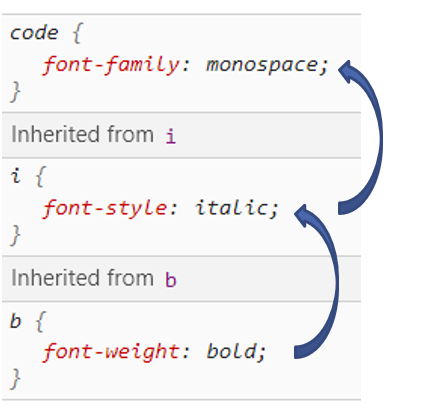 code {
font-family: monospace;
}
Inherited from i
i {
font-style: italic;
}
Inherited from b
b {
font-weight: bold;
}